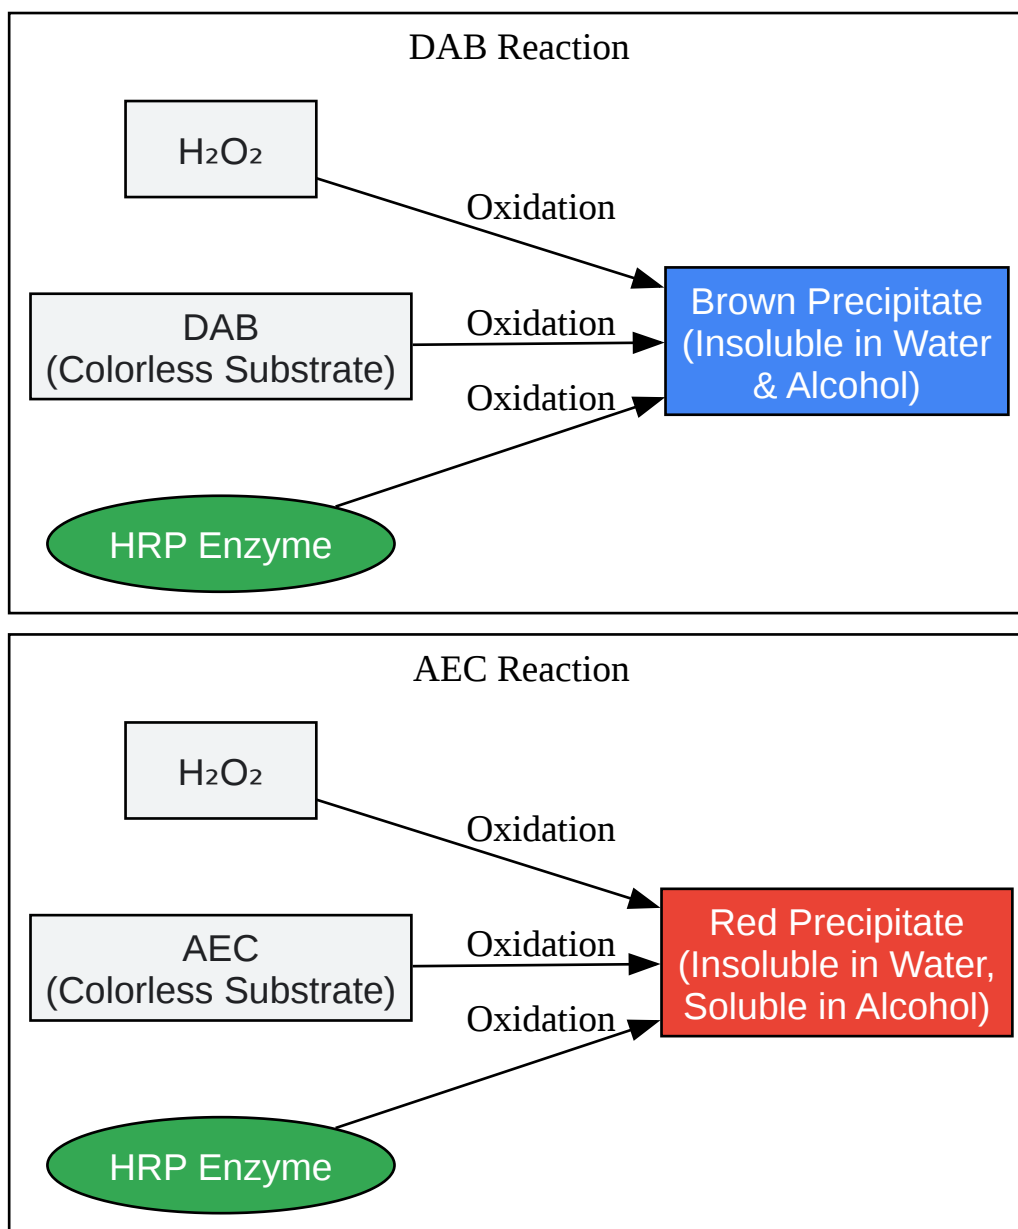 DAB Reaction
H₂O₂
Oxidation
DAB
(Colorless Substrate)
Oxidation
Brown Precipitate
(Insoluble in Water
& Alcohol)
Oxidation
HRP Enzyme
AEC Reaction
H₂O₂
Oxidation
AEC
(Colorless Substrate)
Oxidation
Red Precipitate
(Insoluble in Water,
Soluble in Alcohol)
Oxidation
HRP Enzyme